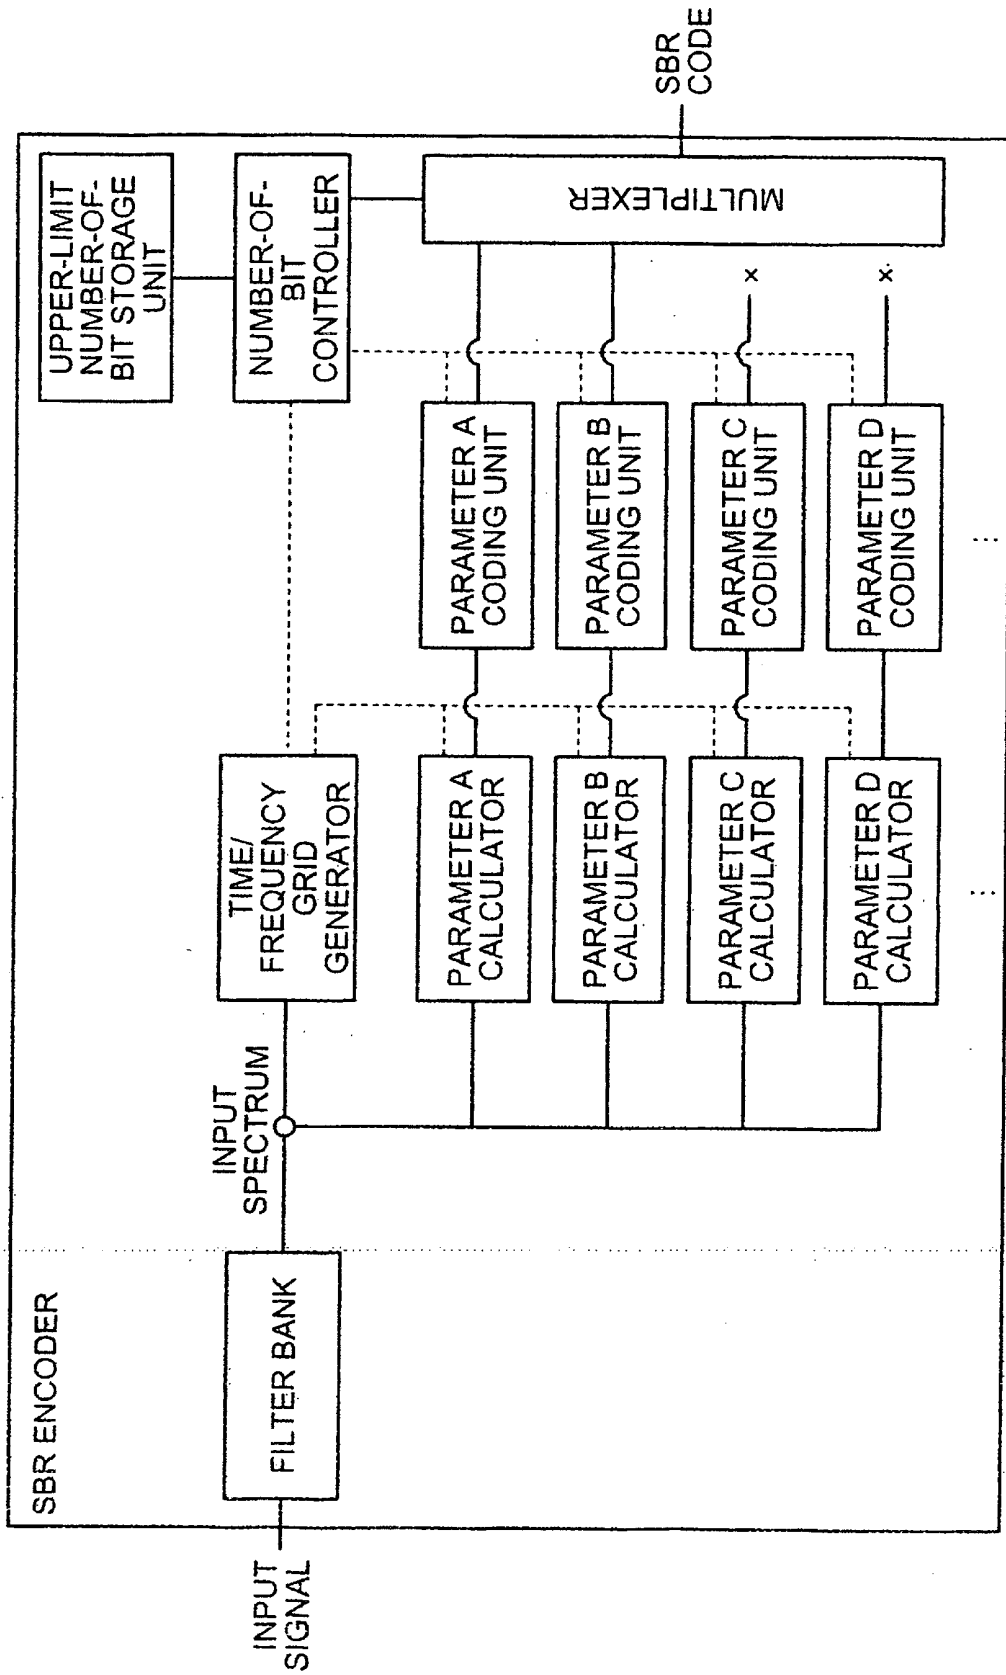 SBR ENCODER
INPUT
SIGNAL
FILTER BANK
INPUT
SPECTRUM
TIME/
FREQUENCY
GRID
GENERATOR
UPPER-LIMIT
NUMBER-OF-
BIT STORAGE
UNIT
NUMBER-OF-
BIT
CONTROLLER
PARAMETER A
CALCULATOR
PARAMETER A
CODING UNIT
PARAMETER B
CALCULATOR
PARAMETER B
CODING UNIT
PARAMETER C
CALCULATOR
PARAMETER C
CODING UNIT
×
PARAMETER D
CALCULATOR
PARAMETER D
CODING UNIT
×
...
...
MULTIPLEXER
SBR
CODE